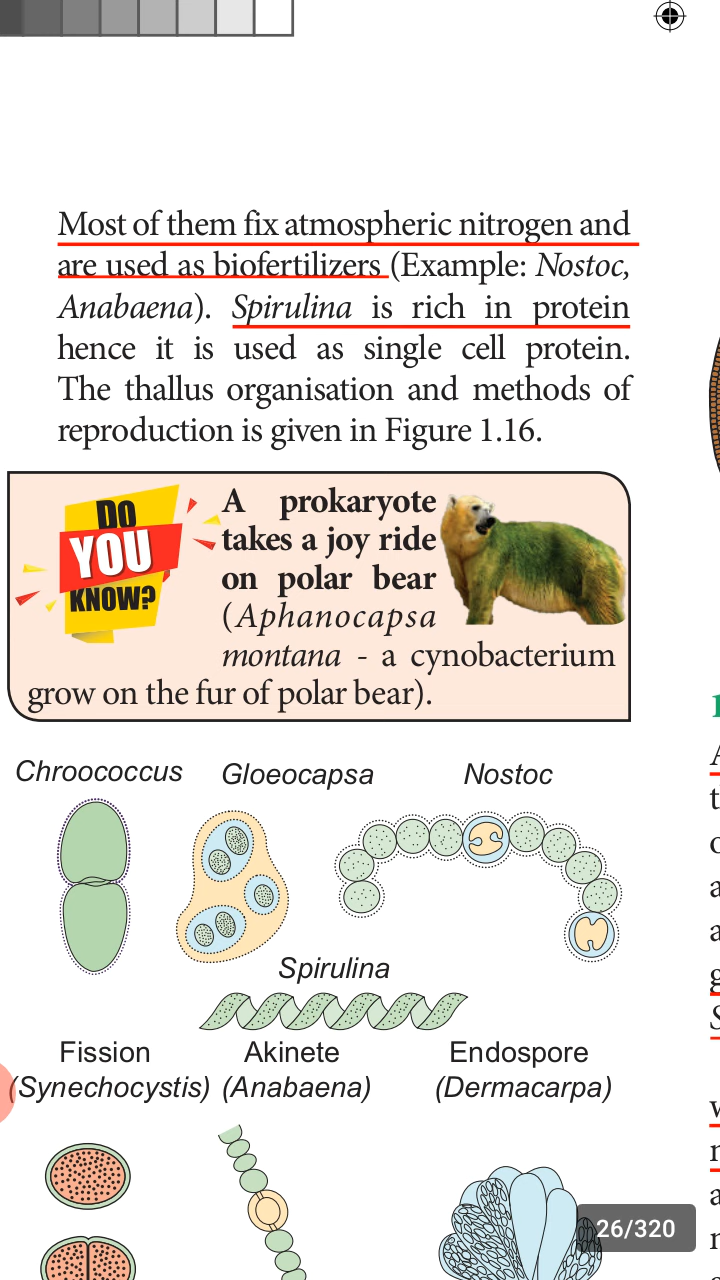 Most of them fix atmospheric nitrogen and
are used as biofertilizers (Example: Nostoc,
Anabaena). Spirulina is rich in protein
hence it is used as single cell protein.
The thallus organisation and methods of
reproduction is given in Figure 1.16.
DO
YOU
KNOW?
A prokaryote
takes a joy ride
on polar bear
(Aphanocapsa
montana - a cynobacterium
grow on the fur of polar bear).
Chroococcus Gloeocapsa Nostoc
Spirulina
Fission Akinete Endospore
(Synechocystis) (Anabaena) (Dermacarpa)
26/320